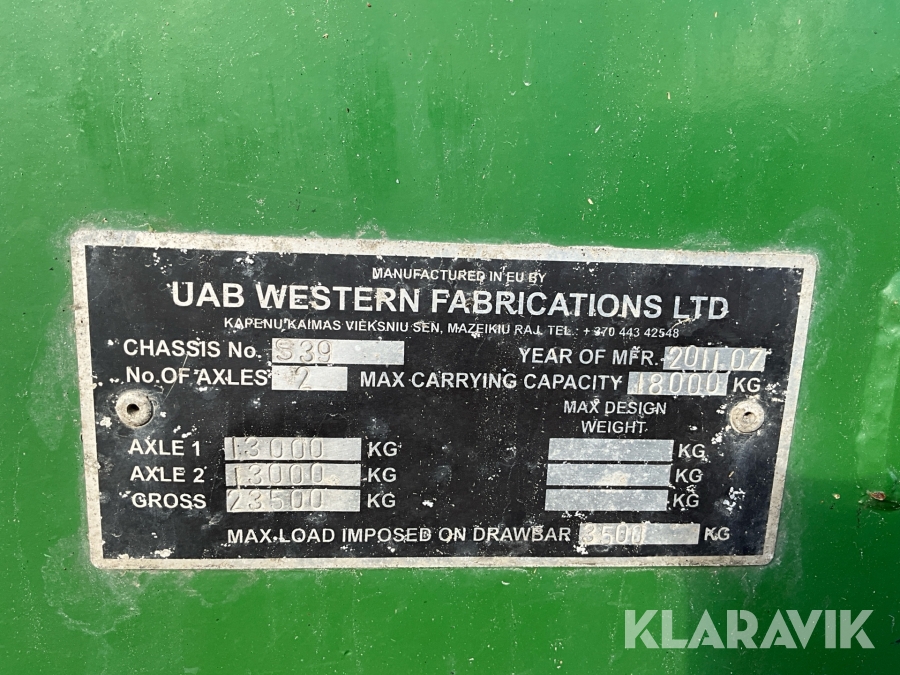 MANUFACTURED IN EU BY
UAB WESTERN FABRICATIONS LTD
KAPENU KAIMAS VIEKSNIU SEN, MAZEIKIU RAJ. TEL.: +370 443 42548
CHASSIS No. S39 YEAR OF MFR. 2011.07
No. OF AXLES 2 MAX CARRYING CAPACITY 18000 KG
MAX DESIGN
WEIGHT
AXLE 1 13000 KG KG
AXLE 2 13000 KG KG
GROSS 23500 KG KG
MAX LOAD IMPOSED ON DRAWBAR 3500 KG
KLARAVIK